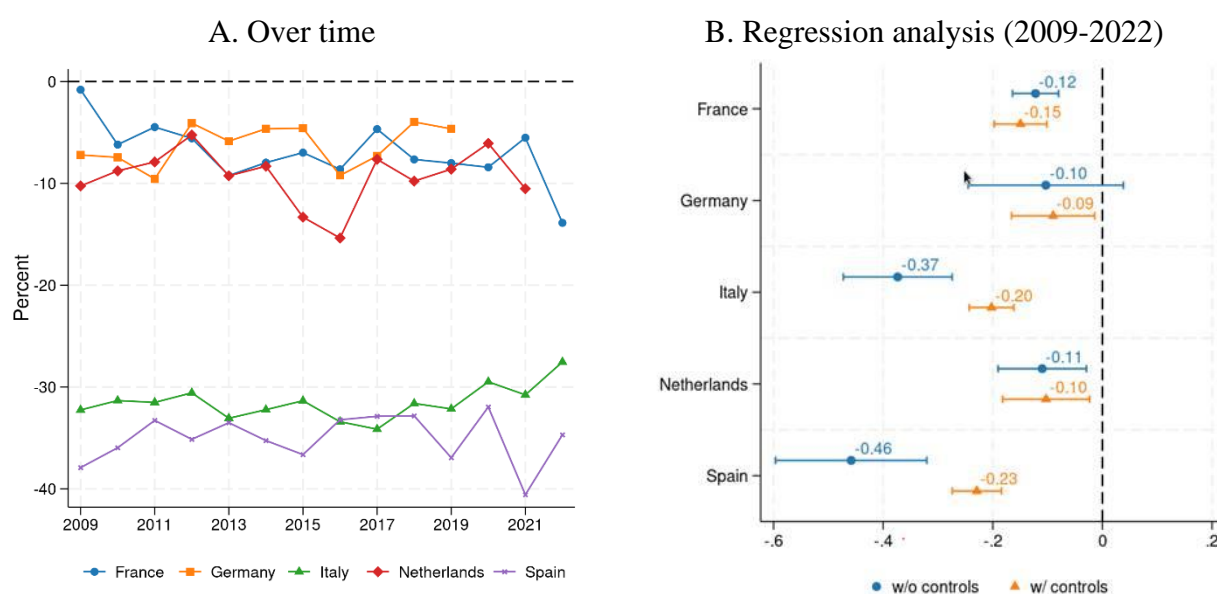 A. Over time
Percent
0
-10
-20
-30
-40
2009 2011 2013 2015 2017 2019 2021
France Germany Italy Netherlands Spain
B. Regression analysis (2009-2022)
France
-0.12
-0.15
Germany
-0.10
-0.09
Italy
-0.37
-0.20
Netherlands
-0.11
-0.10
Spain
-0.46
-0.23
-.6 -.4 -.2 0 .2
w/o controls w/ controls